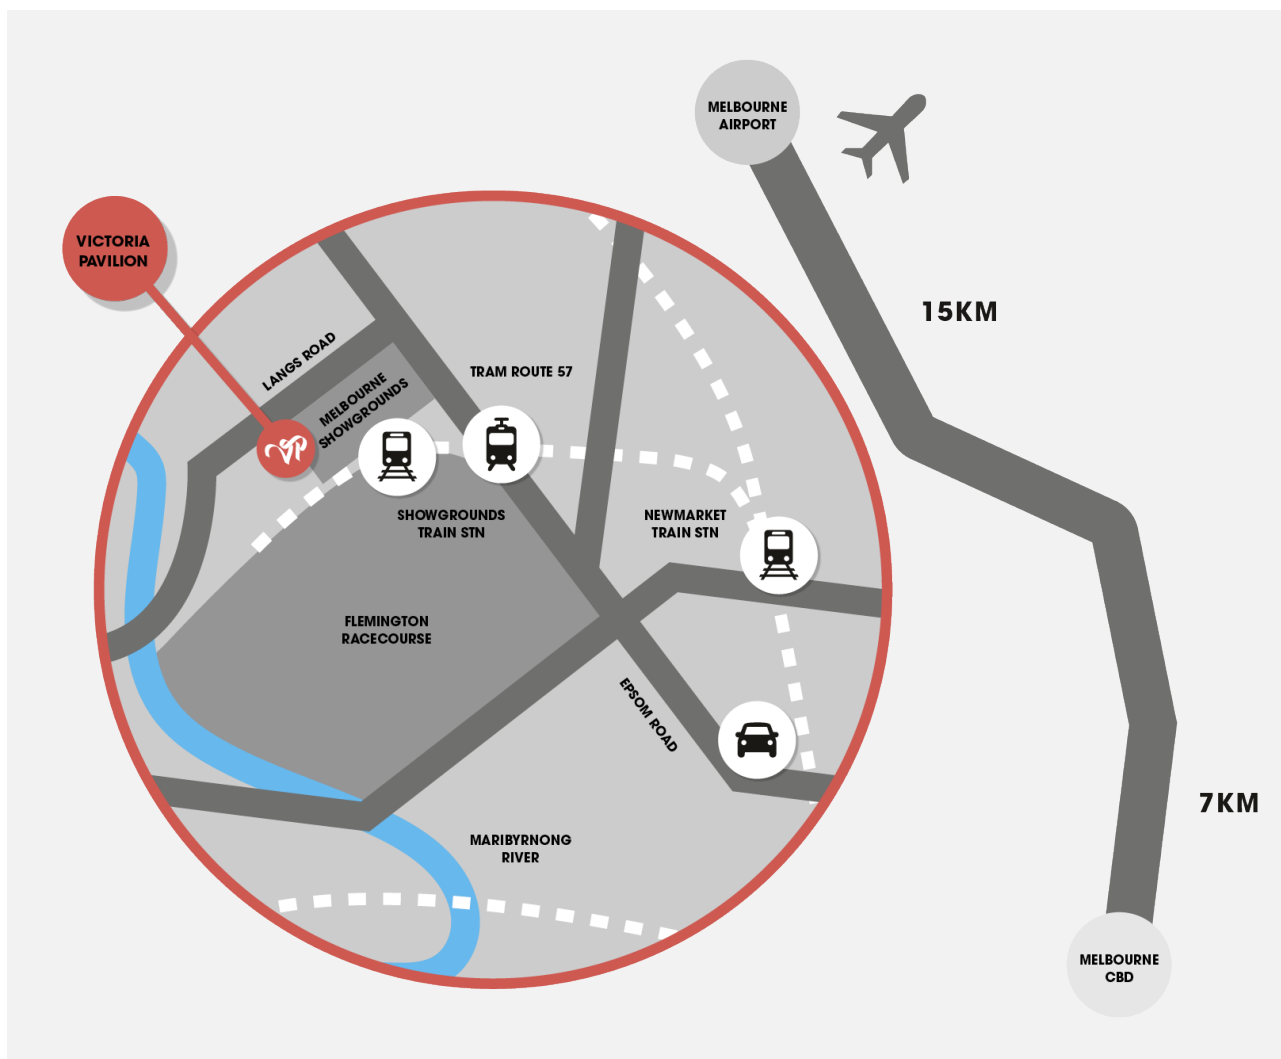 MELBOURNE
AIRPORT
VICTORIA
PAVILION
15KM
LANGS ROAD
MELBOURNE
SHOWGROUNDS
TRAM ROUTE 57
VP
SHOWGROUNDS
TRAIN STN
NEWMARKET
TRAIN STN
FLEMINGTON
RACECOURSE
EPSOM ROAD
7KM
MARIBYRNONG
RIVER
MELBOURNE
CBD